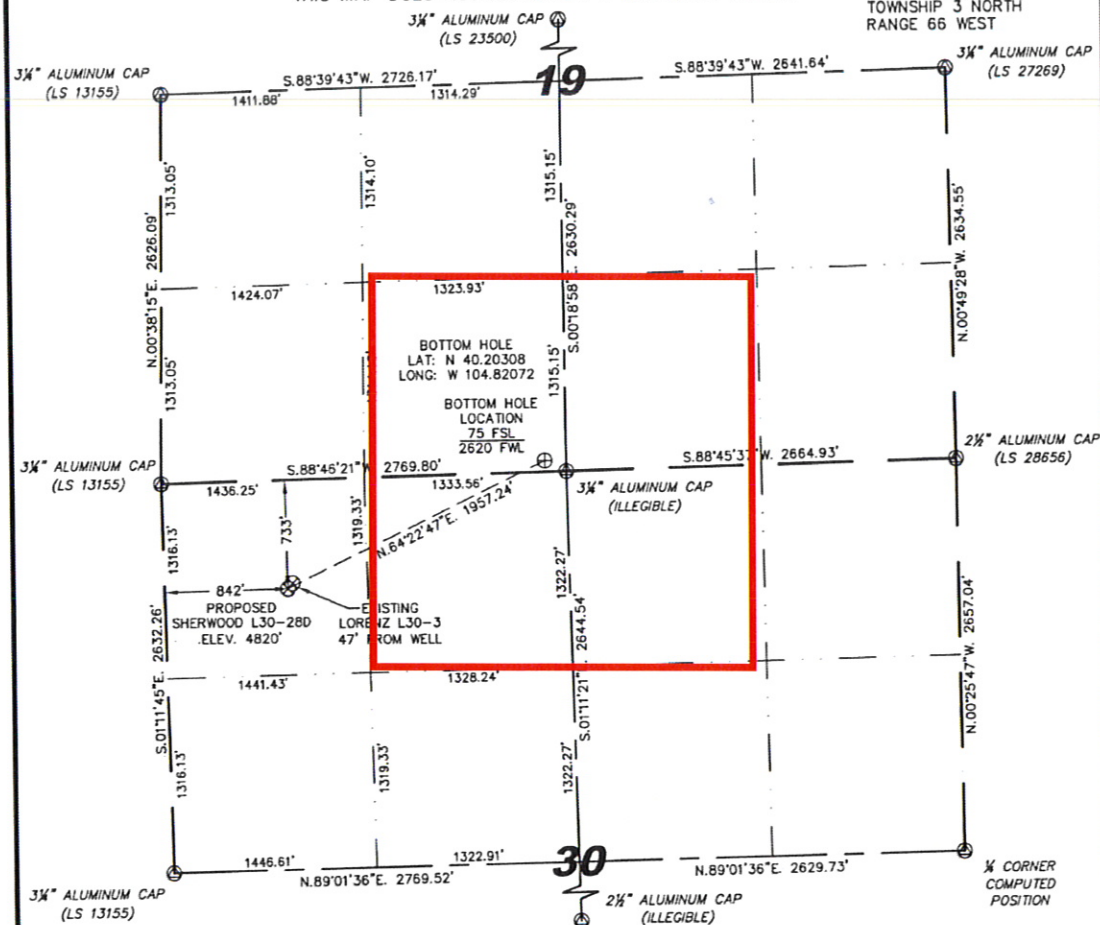 TOWNSHIP 3 NORTH
RANGE 66 WEST
3¼" ALUMINUM CAP
(LS 23500)
3¼" ALUMINUM CAP
(LS 27269)
3¼" ALUMINUM CAP
(LS 13155)
S.88°39'43"W. 2726.17'
S.88°39'43"W. 2641.64'
19
1411.88'
1314.29'
1313.05'
1314.10'
1315.15'
N.00°38'15"E. 2626.09'
S.00°18'58"E. 2630.29'
N.00°49'28"W. 2634.55'
1424.07'
1323.93'
BOTTOM HOLE
LAT: N 40.20308
LONG: W 104.82072
1313.05'
1315.15'
BOTTOM HOLE
LOCATION
75 FSL
2620 FWL
2½" ALUMINUM CAP
(LS 28656)
3¼" ALUMINUM CAP
(LS 13155)
S.88°46'21"W. 2769.80'
S.88°45'37"W. 2664.93'
1436.25'
1333.56'
3¼" ALUMINUM CAP
(ILLEGIBLE)
N.64°22'47"E. 1957.24'
733'
1316.13'
1319.33'
1322.27'
842'
PROPOSED
SHERWOOD L30-28D
ELEV. 4820'
EXISTING
LORENZ L30-3
47' FROM WELL
S.01°11'45"E. 2632.26'
S.01°11'21"E. 2644.54'
N.00°25'47"W. 2657.04'
1441.43'
1328.24'
1316.13'
1319.33'
1322.27'
1446.61'
1322.91'
30
N.89°01'36"E. 2769.52'
N.89°01'36"E. 2629.73'
3¼" ALUMINUM CAP
(LS 13155)
2½" ALUMINUM CAP
(ILLEGIBLE)
¼ CORNER
COMPUTED
POSITION